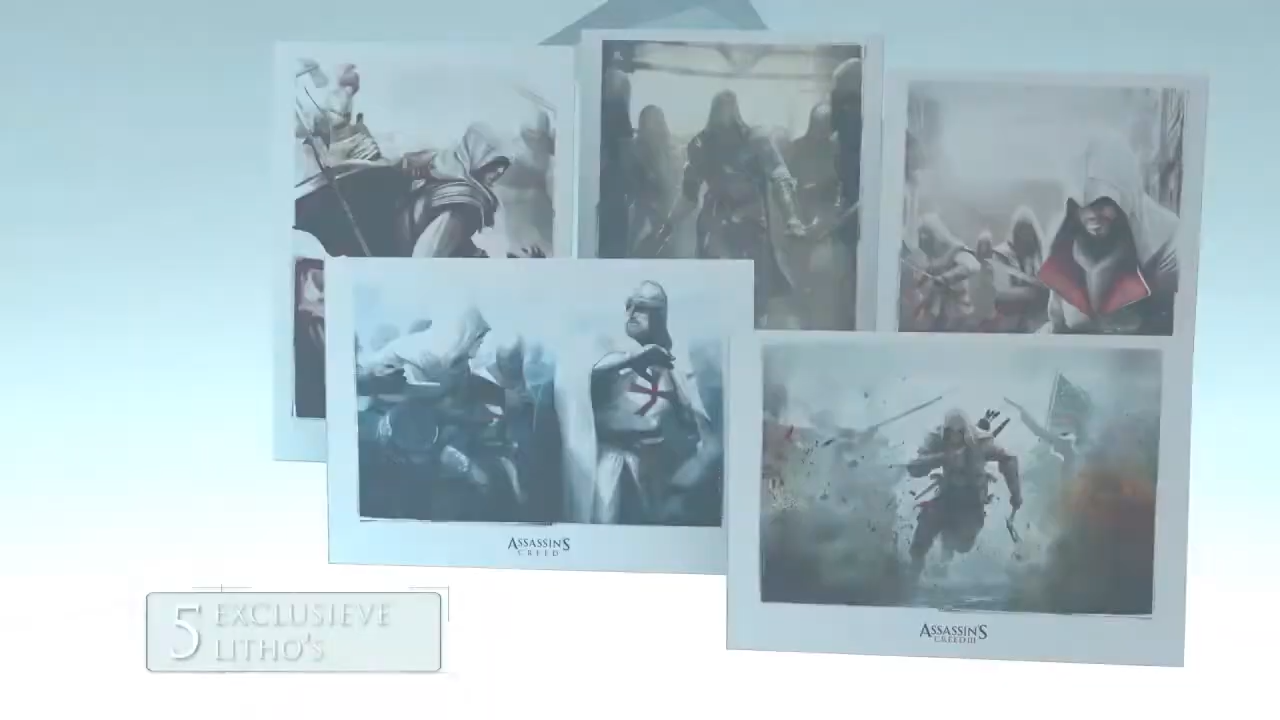 ASSASSIN'S
CREED
ASSASSIN'S
CREED III
5 EXCLUSIEVE
LITHO'S